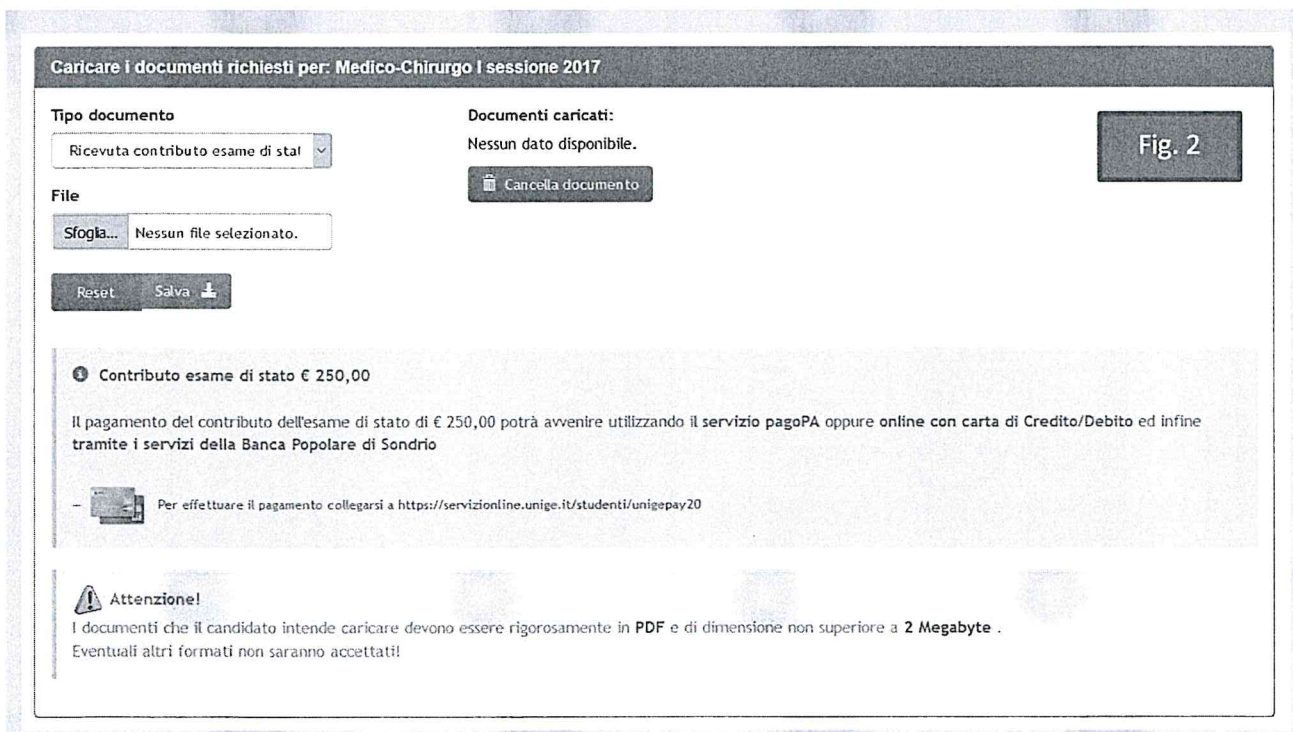 Caricare i documenti richiesti per: Medico-Chirurgo I sessione 2017
Tipo documento
Ricevuta contributo esame di stat
File
Sfoglia... Nessun file selezionato.
Reset Salva
Documenti caricati:
Nessun dato disponibile.
Cancella documento
Fig. 2
Contributo esame di stato € 250,00
Il pagamento del contributo dell'esame di stato di € 250,00 potrà avvenire utilizzando il servizio pagoPA oppure online con carta di Credito/Debito ed infine
tramite i servizi della Banca Popolare di Sondrio
– Per effettuare il pagamento collegarsi a https://servizionline.unige.it/studenti/unigepay20
Attenzione!
I documenti che il candidato intende caricare devono essere rigorosamente in PDF e di dimensione non superiore a 2 Megabyte .
Eventuali altri formati non saranno accettati!